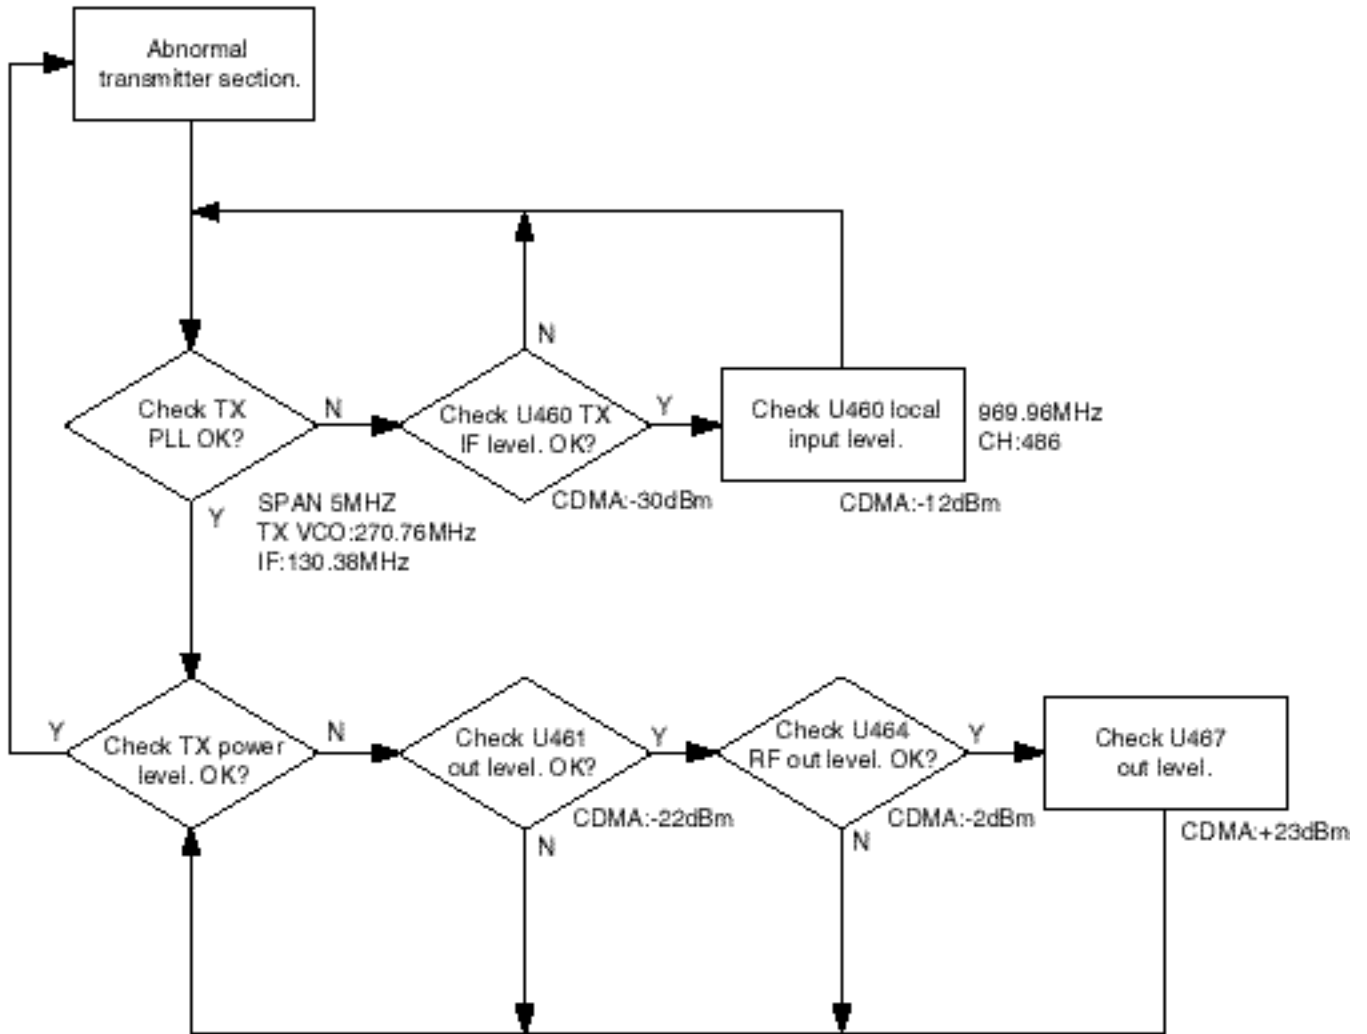 Abnormal
transmitter section.
N
Check TX
PLL OK?
N
Check U460 TX
IF level. OK?
Y
Check U460 local
input level.
969.96MHz
CH:486
CDMA:-30dBm
CDMA:-12dBm
Y
SPAN 5MHZ
TX VCO:270.76MHz
IF:130.38MHz
Y
Check TX power
level. OK?
N
Check U461
out level. OK?
Y
Check U464
RF out level. OK?
Y
Check U467
out level.
CDMA:-22dBm
CDMA:-2dBm
CDMA:+23dBm
N
N